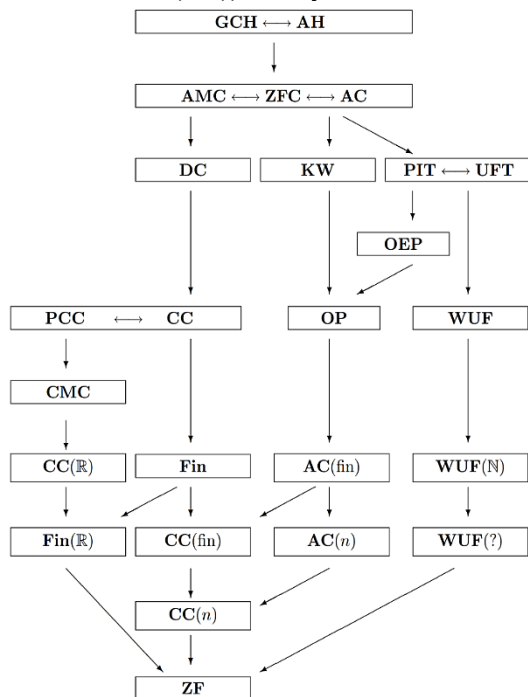 GCH ⟷ AH
AMC ⟷ ZFC ⟷ AC
DC KW PIT ⟷ UFT
OEP
PCC ⟷ CC OP WUF
CMC
CC(ℝ) Fin AC(fin) WUF(ℕ)
Fin(ℝ) CC(fin) AC(n) WUF(?)
CC(n)
ZF